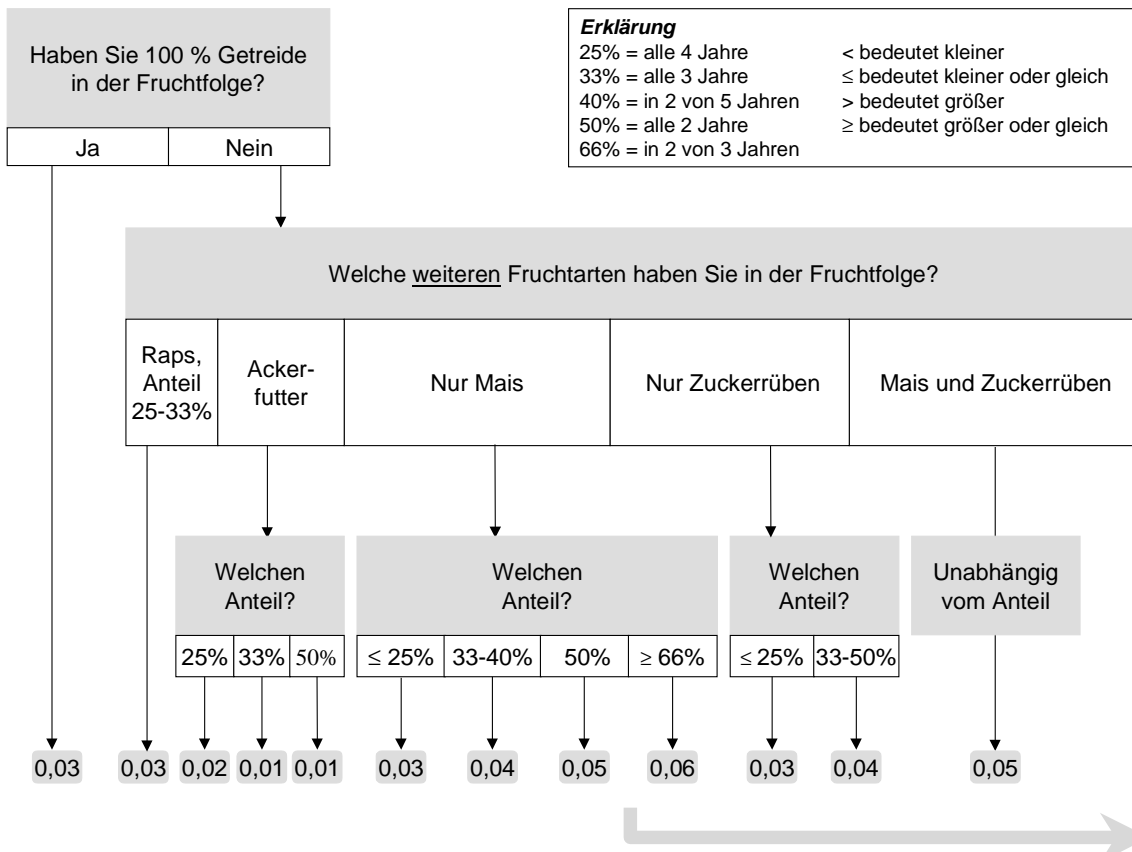 Haben Sie 100 % Getreide
in der Fruchtfolge?
Ja Nein
Erklärung
25% = alle 4 Jahre < bedeutet kleiner
33% = alle 3 Jahre ≤ bedeutet kleiner oder gleich
40% = in 2 von 5 Jahren > bedeutet größer
50% = alle 2 Jahre ≥ bedeutet größer oder gleich
66% = in 2 von 3 Jahren
Welche weiteren Fruchtarten haben Sie in der Fruchtfolge?
Raps,
Anteil
25-33%
Acker-
futter
Nur Mais
Nur Zuckerrüben
Mais und Zuckerrüben
Welchen
Anteil?
25% 33% 50%
Welchen
Anteil?
≤ 25% 33-40% 50% ≥ 66%
Welchen
Anteil?
≤ 25% 33-50%
Unabhängig
vom Anteil
0,03 0,03 0,02 0,01 0,01 0,03 0,04 0,05 0,06 0,03 0,04 0,05